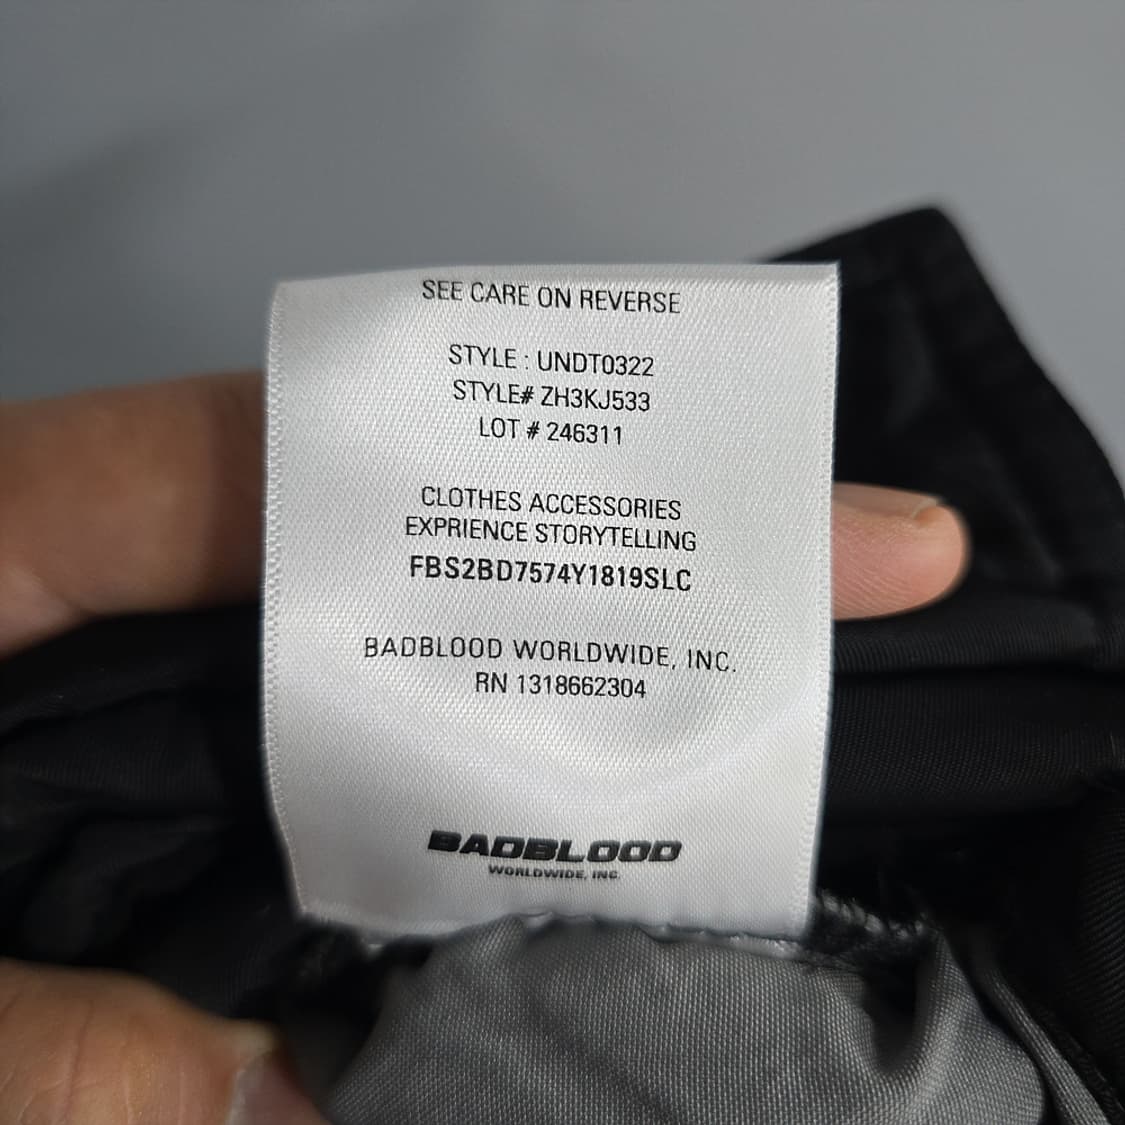 SEE CARE ON REVERSE
STYLE : UNDT0322
STYLE# ZH3KJ533
LOT # 246311
CLOTHES ACCESSORIES
EXPRIENCE STORYTELLING
FBS2BD7574Y1819SLC
BADBLOOD WORLDWIDE, INC.
RN 1318662304
BADBLOOD
WORLDWIDE, INC.